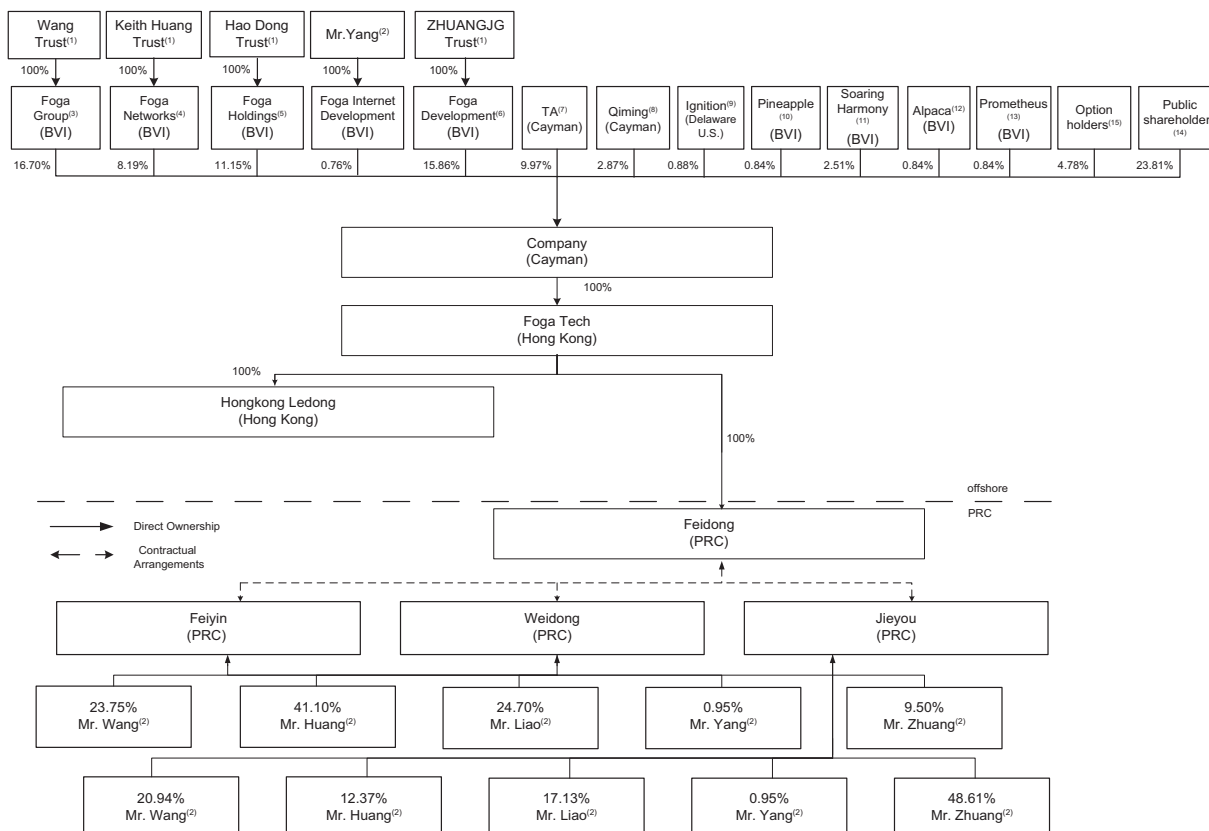 Wang
Trust(1)
Keith Huang
Trust(1)
Hao Dong
Trust(1)
Mr.Yang(2)
ZHUANGJG
Trust(1)
100%
100%
100%
100%
100%
Foga
Group(3)
(BVI)
Foga
Networks(4)
(BVI)
Foga
Holdings(5)
(BVI)
Foga Internet
Development
(BVI)
Foga
Development(6)
(BVI)
TA(7)
(Cayman)
Qiming(8)
(Cayman)
Ignition(9)
(Delaware
U.S.)
Pineapple
(10)
(BVI)
Soaring
Harmony
(11)
(BVI)
Alpaca(12)
(BVI)
Prometheus
(13)
(BVI)
Option
holders(15)
Public
shareholders
(14)
16.70%
8.19%
11.15%
0.76%
15.86%
9.97%
2.87%
0.88%
0.84%
2.51%
0.84%
0.84%
4.78%
23.81%
Company
(Cayman)
100%
Foga Tech
(Hong Kong)
100%
Hongkong Ledong
(Hong Kong)
100%
offshore
PRC
Direct Ownership
Contractual
Arrangements
Feidong
(PRC)
Feiyin
(PRC)
Weidong
(PRC)
Jieyou
(PRC)
23.75%
Mr. Wang(2)
41.10%
Mr. Huang(2)
24.70%
Mr. Liao(2)
0.95%
Mr. Yang(2)
9.50%
Mr. Zhuang(2)
20.94%
Mr. Wang(2)
12.37%
Mr. Huang(2)
17.13%
Mr. Liao(2)
0.95%
Mr. Yang(2)
48.61%
Mr. Zhuang(2)